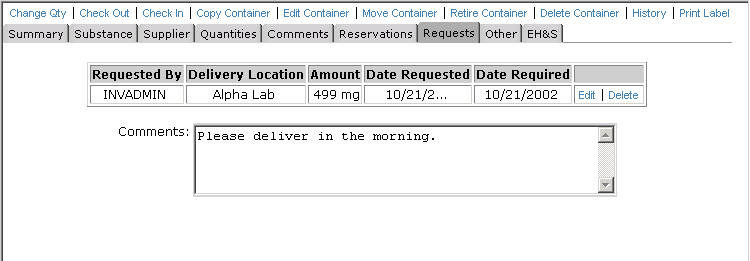 Change Qty | Check Out | Check In | Copy Container | Edit Container | Move Container | Retire Container | Delete Container | History | Print Label
Summary Substance Supplier Quantities Comments Reservations Requests Other EH&S
Requested By Delivery Location Amount Date Requested Date Required
INVADMIN Alpha Lab 499 mg 10/21/2... 10/21/2002 Edit | Delete
Comments: Please deliver in the morning.